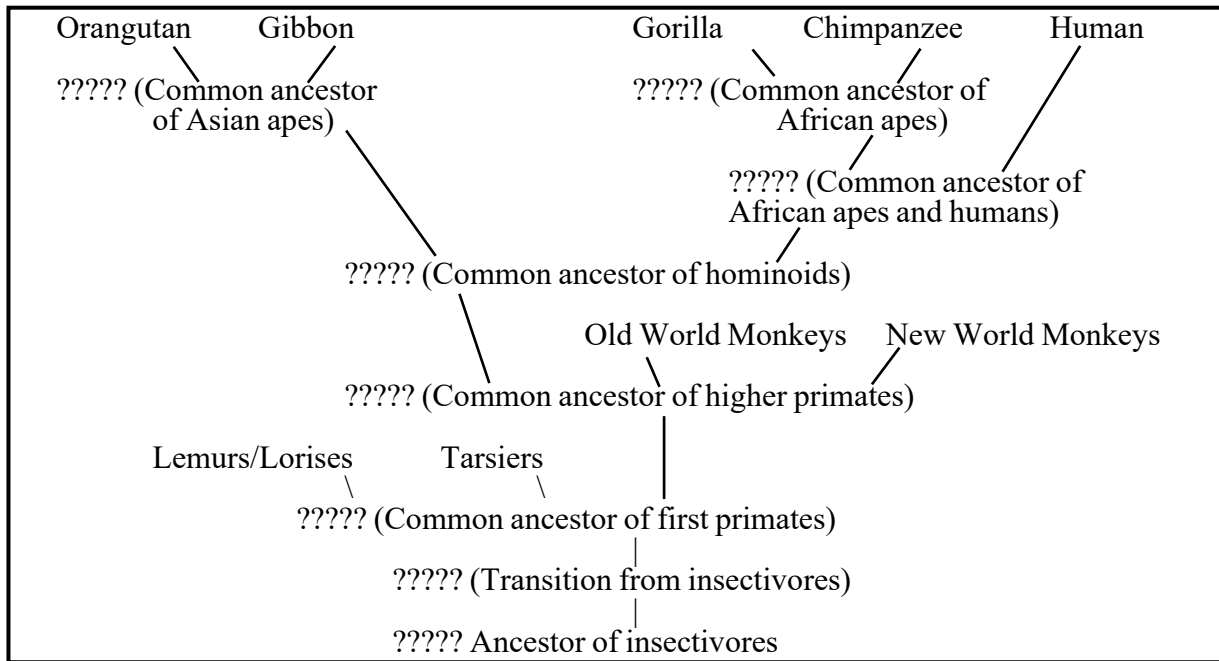 Orangutan Gibbon Gorilla Chimpanzee Human
????? (Common ancestor of Asian apes)
????? (Common ancestor of African apes)
????? (Common ancestor of African apes and humans)
????? (Common ancestor of hominoids)
Old World Monkeys New World Monkeys
????? (Common ancestor of higher primates)
Lemurs/Lorises Tarsiers
????? (Common ancestor of first primates)
????? (Transition from insectivores)
????? Ancestor of insectivores